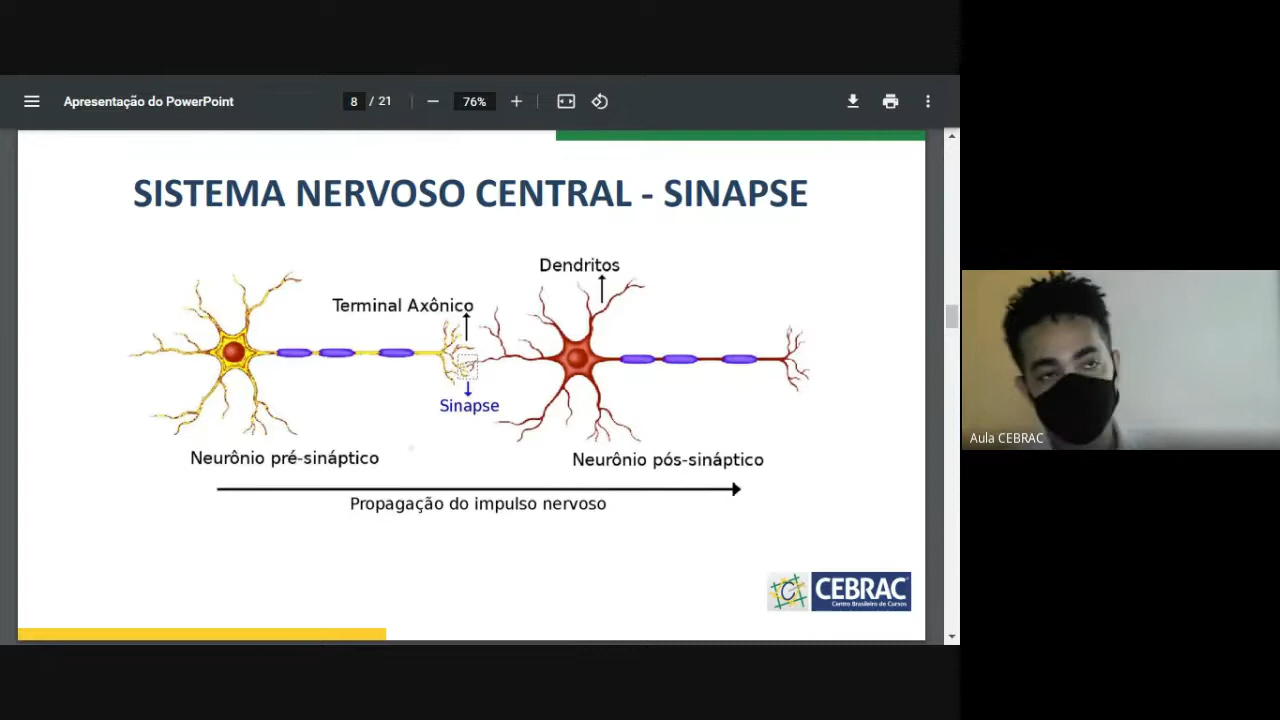 Apresentação do PowerPoint
8 / 21
76%
SISTEMA NERVOSO CENTRAL - SINAPSE
Dendritos
Terminal Axônico
Sinapse
Neurônio pré-sináptico
Neurônio pós-sináptico
Propagação do impulso nervoso
C CEBRAC
Centro Brasileiro de Cursos
Aula CEBRAC